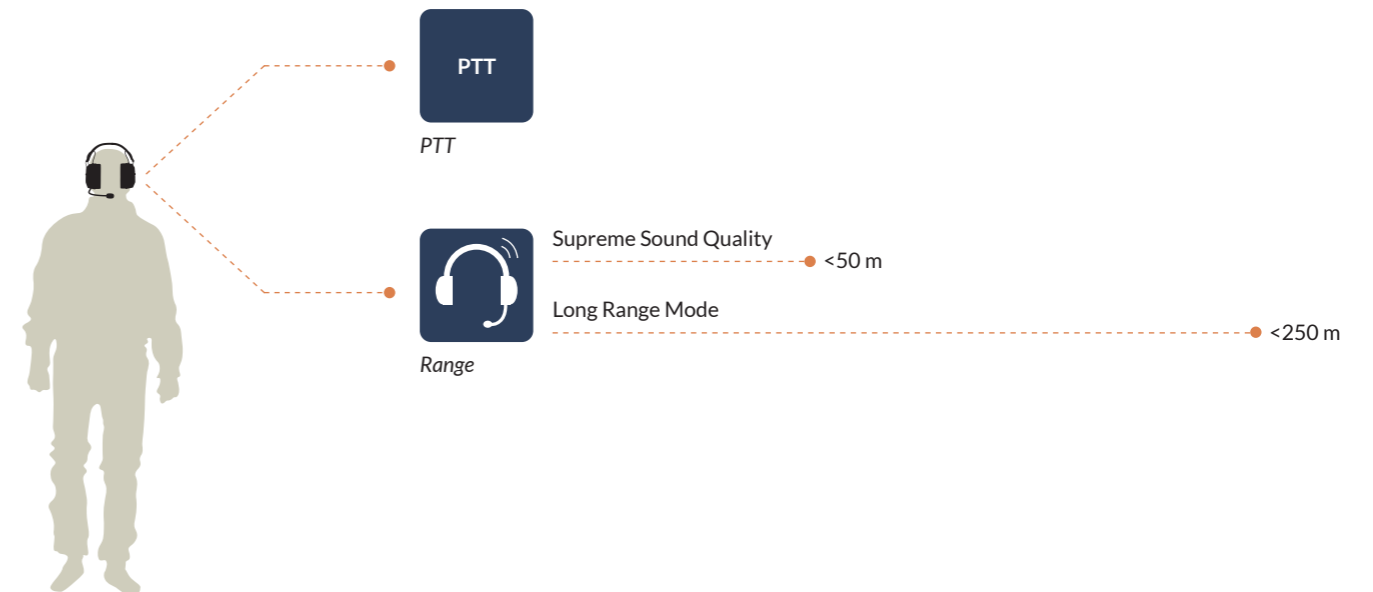 PTT
PTT
Supreme Sound Quality
<50 m
Long Range Mode
<250 m
Range